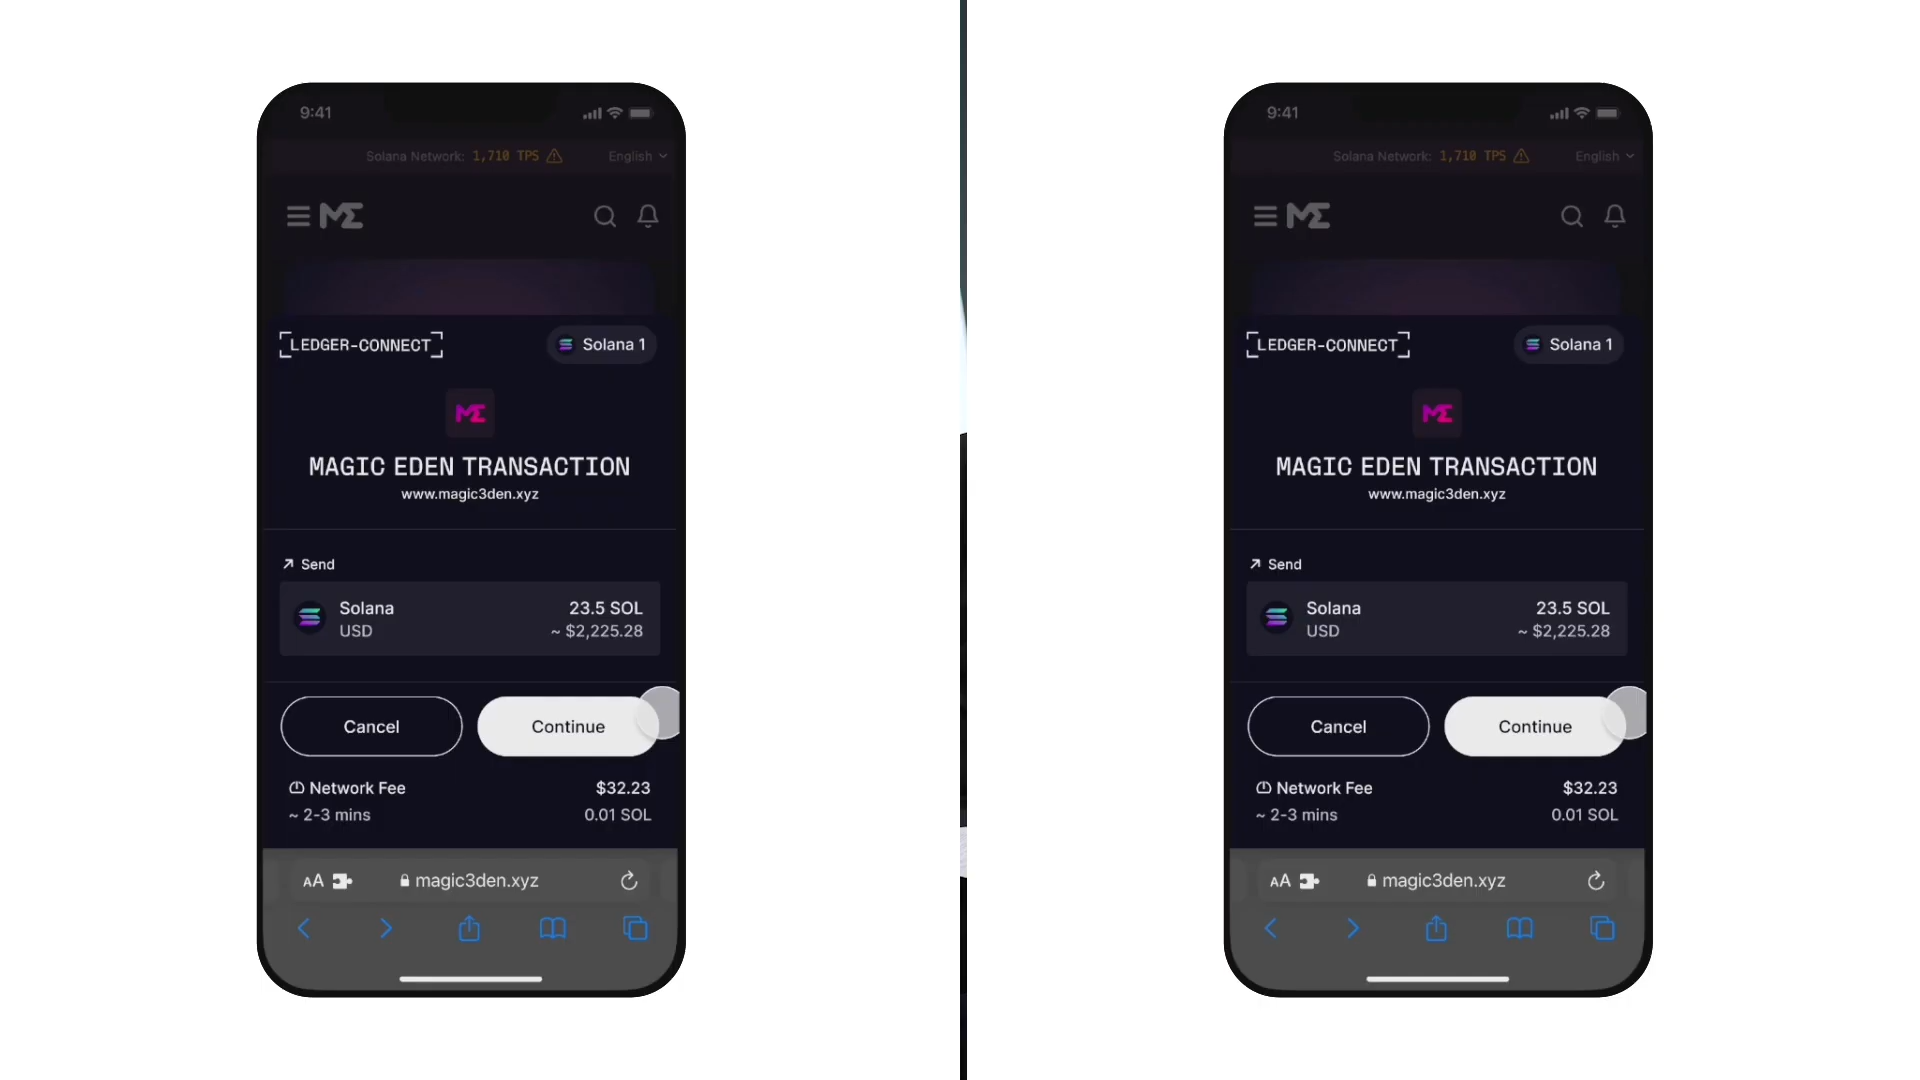 9:41
Solana Network: 1,710 TPS English
ME
LEDGER-CONNECT Solana 1
ME
MAGIC EDEN TRANSACTION
www.magic3den.xyz
Send
Solana 23.5 SOL
USD ~ $2,225.28
Cancel Continue
Network Fee $32.23
~ 2-3 mins 0.01 SOL
AA magic3den.xyz
9:41
Solana Network: 1,710 TPS English
ME
LEDGER-CONNECT Solana 1
ME
MAGIC EDEN TRANSACTION
www.magic3den.xyz
Send
Solana 23.5 SOL
USD ~ $2,225.28
Cancel Continue
Network Fee $32.23
~ 2-3 mins 0.01 SOL
AA magic3den.xyz